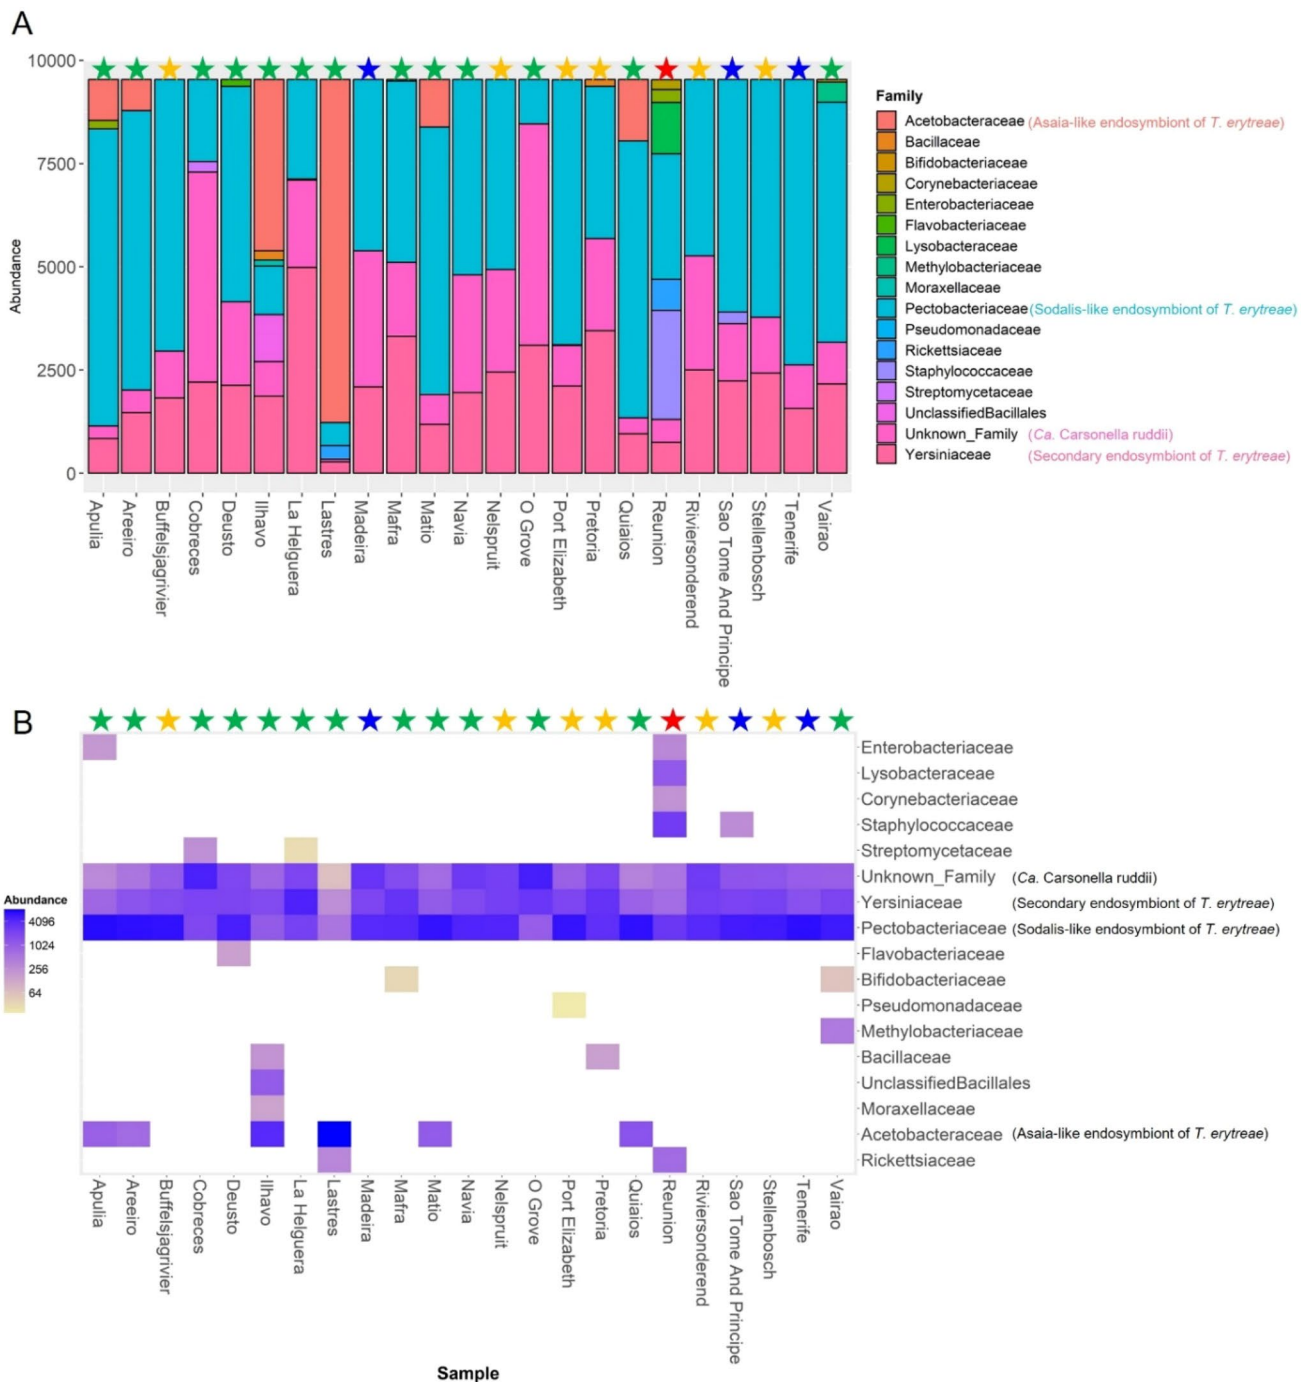 A
10000
7500
5000
2500
0
Abundance
Apulia
Areeiro
Buffelsjagrivier
Cobreces
Deusto
Ilhavo
La Helguera
Lastres
Madeira
Mafra
Matio
Navia
Nelspruit
O Grove
Port Elizabeth
Pretoria
Quiaios
Reunion
Riviersonderend
Sao Tome And Principe
Stellenbosch
Tenerife
Vairao
Family
Acetobacteraceae (Asaia-like endosymbiont of T. erytreae)
Bacillaceae
Bifidobacteriaceae
Corynebacteriaceae
Enterobacteriaceae
Flavobacteriaceae
Lysobacteraceae
Methylobacteriaceae
Moraxellaceae
Pectobacteriaceae (Sodalis-like endosymbiont of T. erytreae)
Pseudomonadaceae
Rickettsiaceae
Staphylococcaceae
Streptomycetaceae
UnclassifiedBacillales
Unknown_Family (Ca. Carsonella ruddii)
Yersiniaceae (Secondary endosymbiont of T. erytreae)
B
Abundance
4096
1024
256
64
Enterobacteriaceae
Lysobacteraceae
Corynebacteriaceae
Staphylococcaceae
Streptomycetaceae
Unknown_Family (Ca. Carsonella ruddii)
Yersiniaceae (Secondary endosymbiont of T. erytreae)
Pectobacteriaceae (Sodalis-like endosymbiont of T. erytreae)
Flavobacteriaceae
Bifidobacteriaceae
Pseudomonadaceae
Methylobacteriaceae
Bacillaceae
UnclassifiedBacillales
Moraxellaceae
Acetobacteraceae (Asaia-like endosymbiont of T. erytreae)
Rickettsiaceae
Apulia
Areeiro
Buffelsjagrivier
Cobreces
Deusto
Ilhavo
La Helguera
Lastres
Madeira
Mafra
Matio
Navia
Nelspruit
O Grove
Port Elizabeth
Pretoria
Quiaios
Reunion
Riviersonderend
Sao Tome And Principe
Stellenbosch
Tenerife
Vairao
Sample